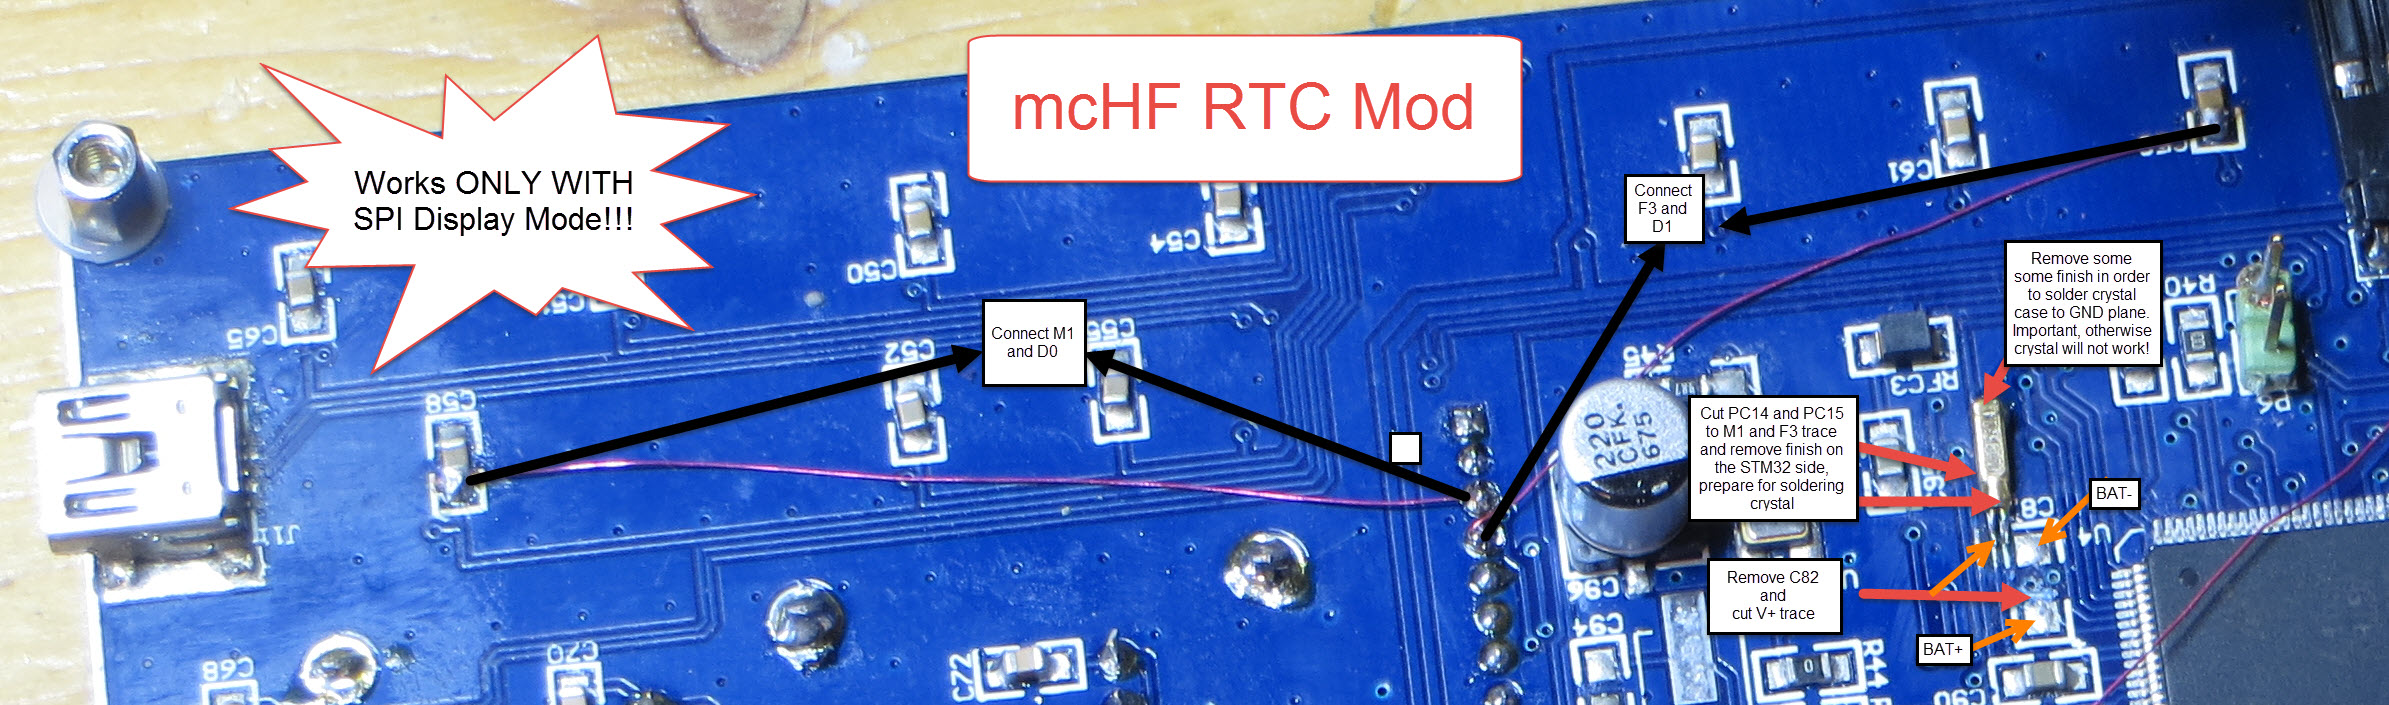 mcHF RTC Mod
Works ONLY WITH
SPI Display Mode!!!
Connect
F3 and
D1
Connect M1
and D0
Remove some
some finish in order
to solder crystal
case to GND plane.
Important, otherwise
crystal will not work!
Cut PC14 and PC15
to M1 and F3 trace
and remove finish on
the STM32 side,
prepare for soldering
crystal
BAT-
Remove C82
and
cut V+ trace
BAT+
C65
C50
C54
C61
C52
C55
C58
R45
RFC3
R40
P6
220
CFK.
675
C96
C94
C68
C70
C72
R44
C90
0